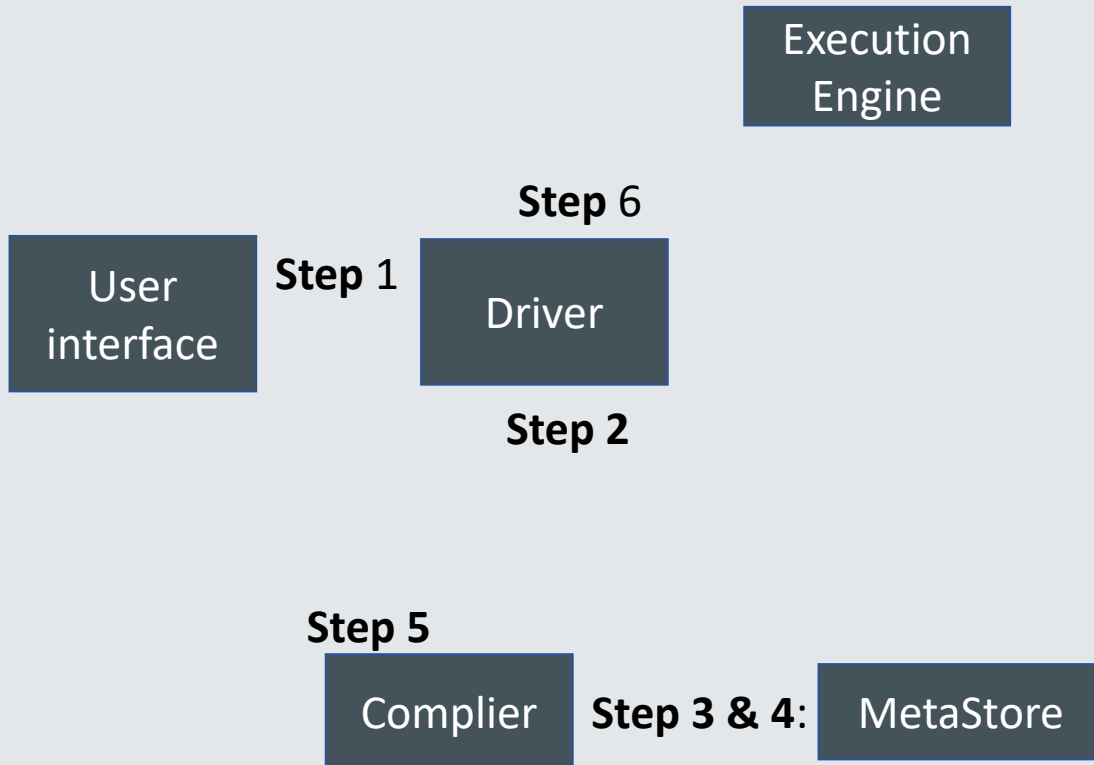 Execution
Engine
Step 6
User
interface
Step 1
Driver
Step 2
Step 5
Complier
Step 3 & 4:
MetaStore